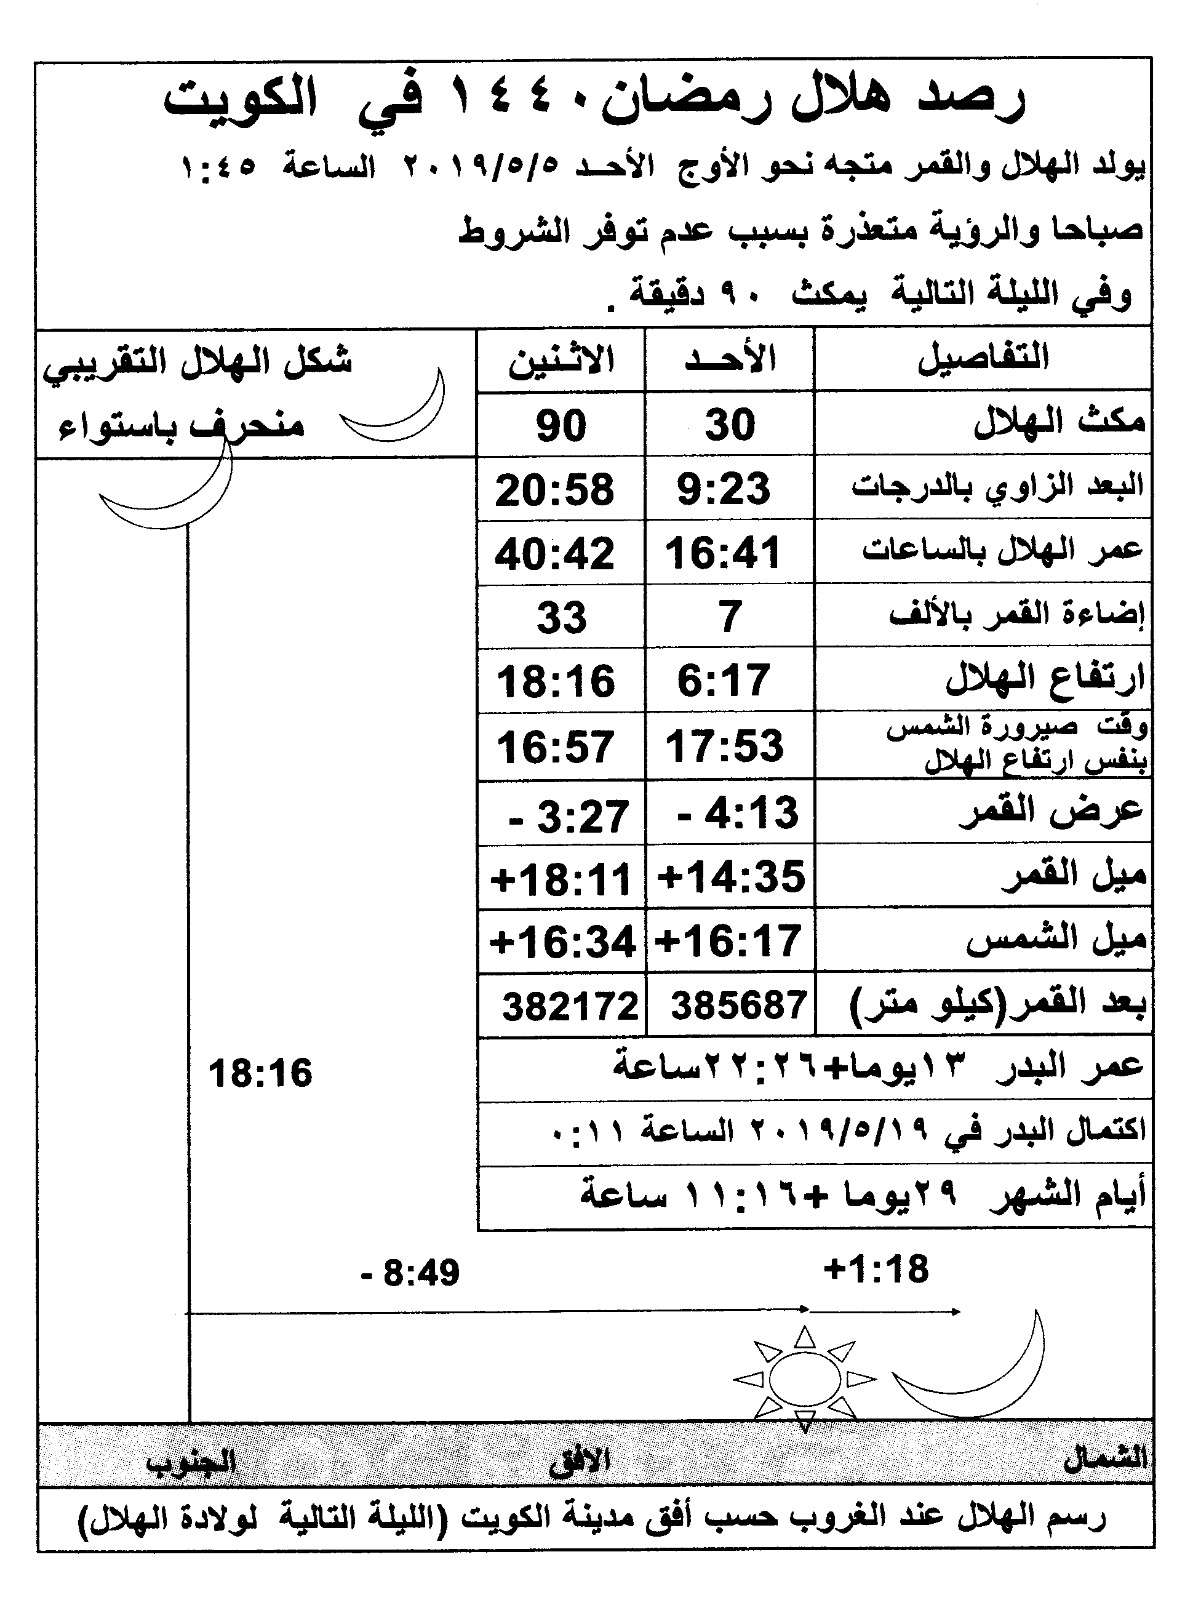 رصد هلال رمضان ١٤٤٠ في الكويت
يولد الهلال والقمر متجه نحو الأوج الأحـد ٢٠١٩/٥/٥ الساعة ١:٤٥
صباحا والرؤية متعذرة بسبب عدم توفر الشروط
وفي الليلة التالية يمكث ٩٠ دقيقة .
التفاصيل الأحـد الاثنين شكل الهلال التقريبي
منحرف باستواء
مكث الهلال 30 90
البعد الزاوي بالدرجات 9:23 20:58
عمر الهلال بالساعات 16:41 40:42
إضاءة القمر بالألف 7 33
ارتفاع الهلال 6:17 18:16
وقت صيرورة الشمس
بنفس ارتفاع الهلال 17:53 16:57
عرض القمر - 4:13 - 3:27
ميل القمر +14:35 +18:11
ميل الشمس +16:17 +16:34
بعد القمر(كيلو متر) 385687 382172
عمر البدر ١٣يوما+٢٢:٢٦ساعة
18:16
اكتمال البدر في ٢٠١٩/٥/١٩ الساعة ٠:١١
أيام الشهر ٢٩يوما +١١:١٦ ساعة
+1:18 - 8:49
الشمال الافق الجنوب
رسم الهلال عند الغروب حسب أفق مدينة الكويت (الليلة التالية لولادة الهلال)